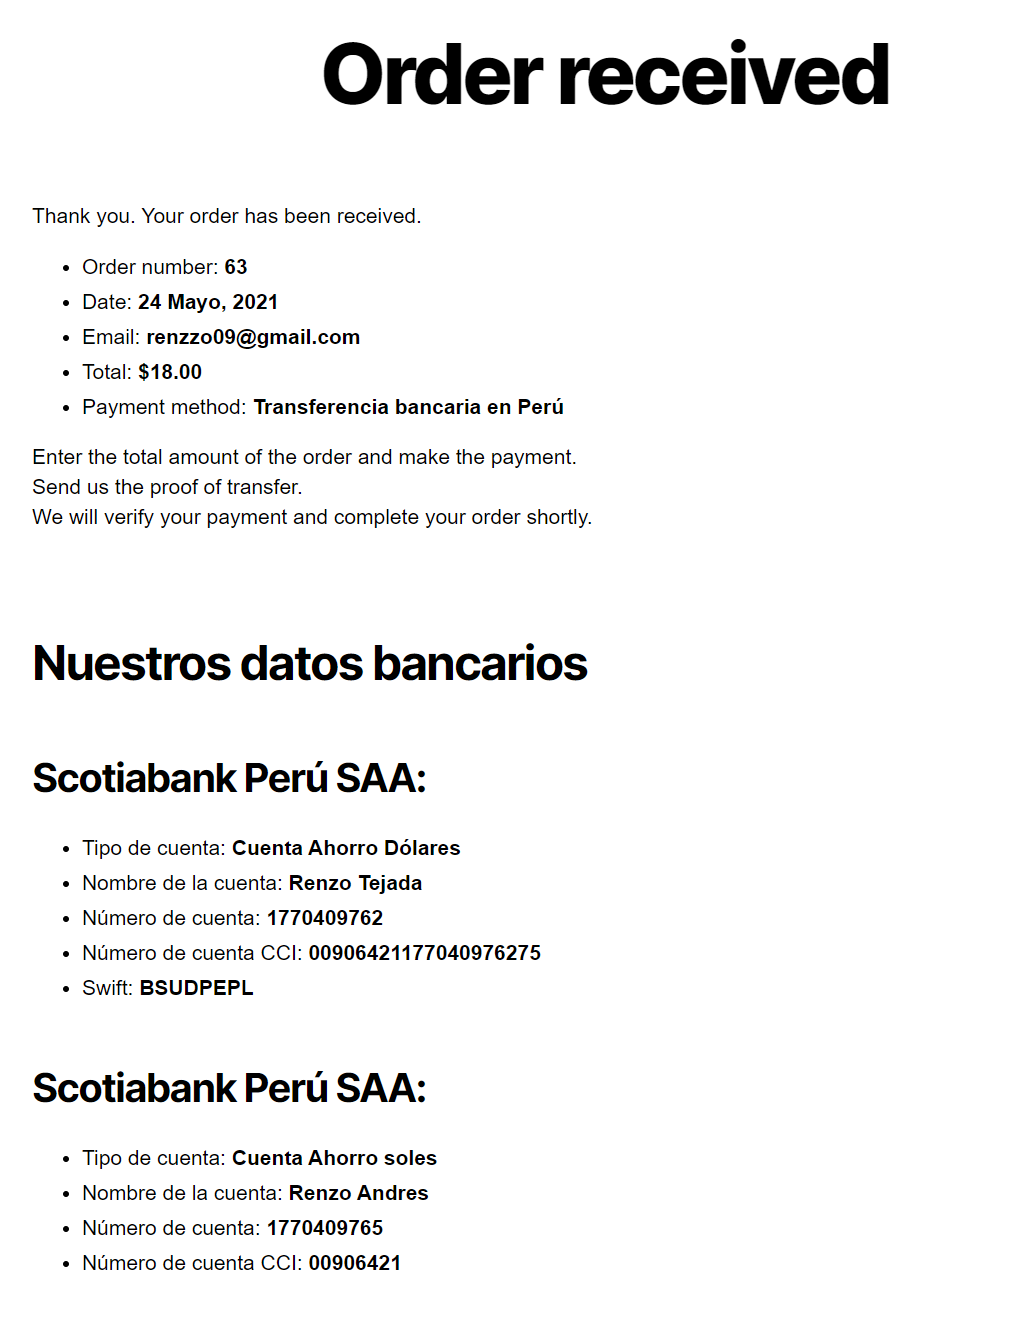 Order received
Thank you. Your order has been received.
Order number: 63
Date: 24 Mayo, 2021
Email: renzzo09@gmail.com
Total: $18.00
Payment method: Transferencia bancaria en Perú
Enter the total amount of the order and make the payment.
Send us the proof of transfer.
We will verify your payment and complete your order shortly.
Nuestros datos bancarios
Scotiabank Perú SAA:
Tipo de cuenta: Cuenta Ahorro Dólares
Nombre de la cuenta: Renzo Tejada
Número de cuenta: 1770409762
Número de cuenta CCI: 00906421177040976275
Swift: BSUDPEPL
Scotiabank Perú SAA:
Tipo de cuenta: Cuenta Ahorro soles
Nombre de la cuenta: Renzo Andres
Número de cuenta: 1770409765
Número de cuenta CCI: 00906421